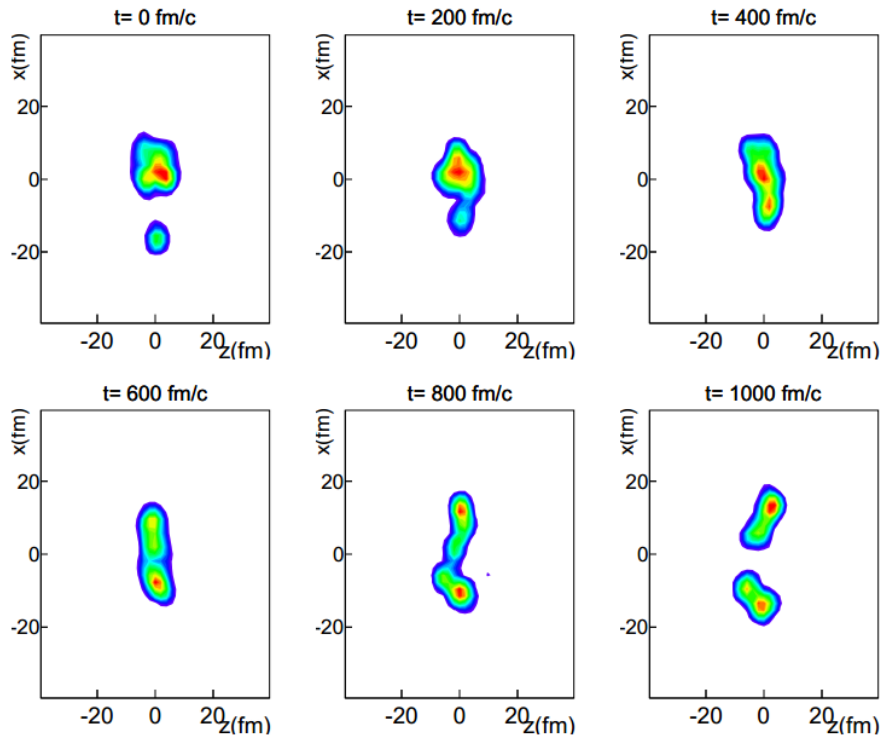 t= 0 fm/c
t= 200 fm/c
t= 400 fm/c
x(fm)
x(fm)
x(fm)
20
20
20
0
0
0
-20
-20
-20
-20 0 20 z(fm)
-20 0 20 z(fm)
-20 0 20 z(fm)
t= 600 fm/c
t= 800 fm/c
t= 1000 fm/c
x(fm)
x(fm)
x(fm)
20
20
20
0
0
0
-20
-20
-20
-20 0 20 z(fm)
-20 0 20 z(fm)
-20 0 20 z(fm)